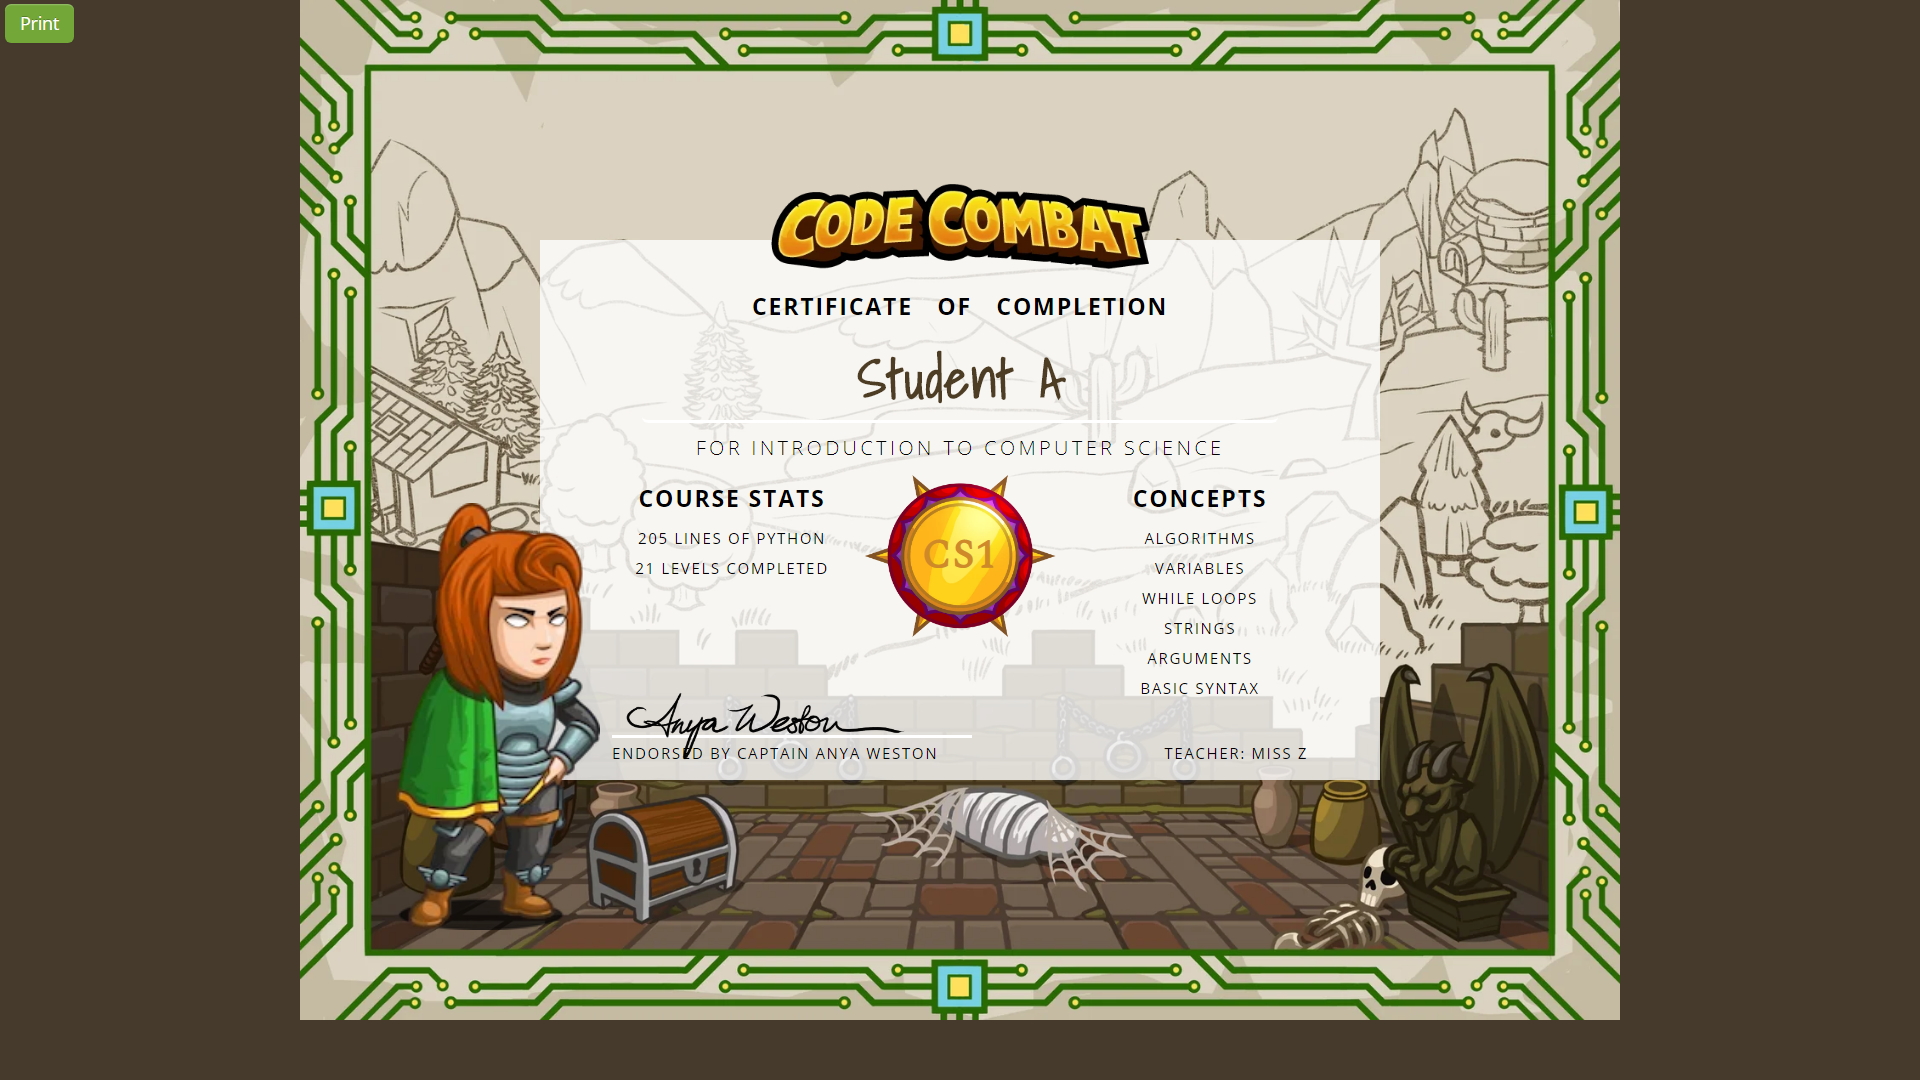 Print
CODE COMBAT
CERTIFICATE OF COMPLETION
Student A
FOR INTRODUCTION TO COMPUTER SCIENCE
COURSE STATS
205 LINES OF PYTHON
21 LEVELS COMPLETED
CS1
CONCEPTS
ALGORITHMS
VARIABLES
WHILE LOOPS
STRINGS
ARGUMENTS
BASIC SYNTAX
Anya Weston
ENDORSED BY CAPTAIN ANYA WESTON
TEACHER: MISS Z